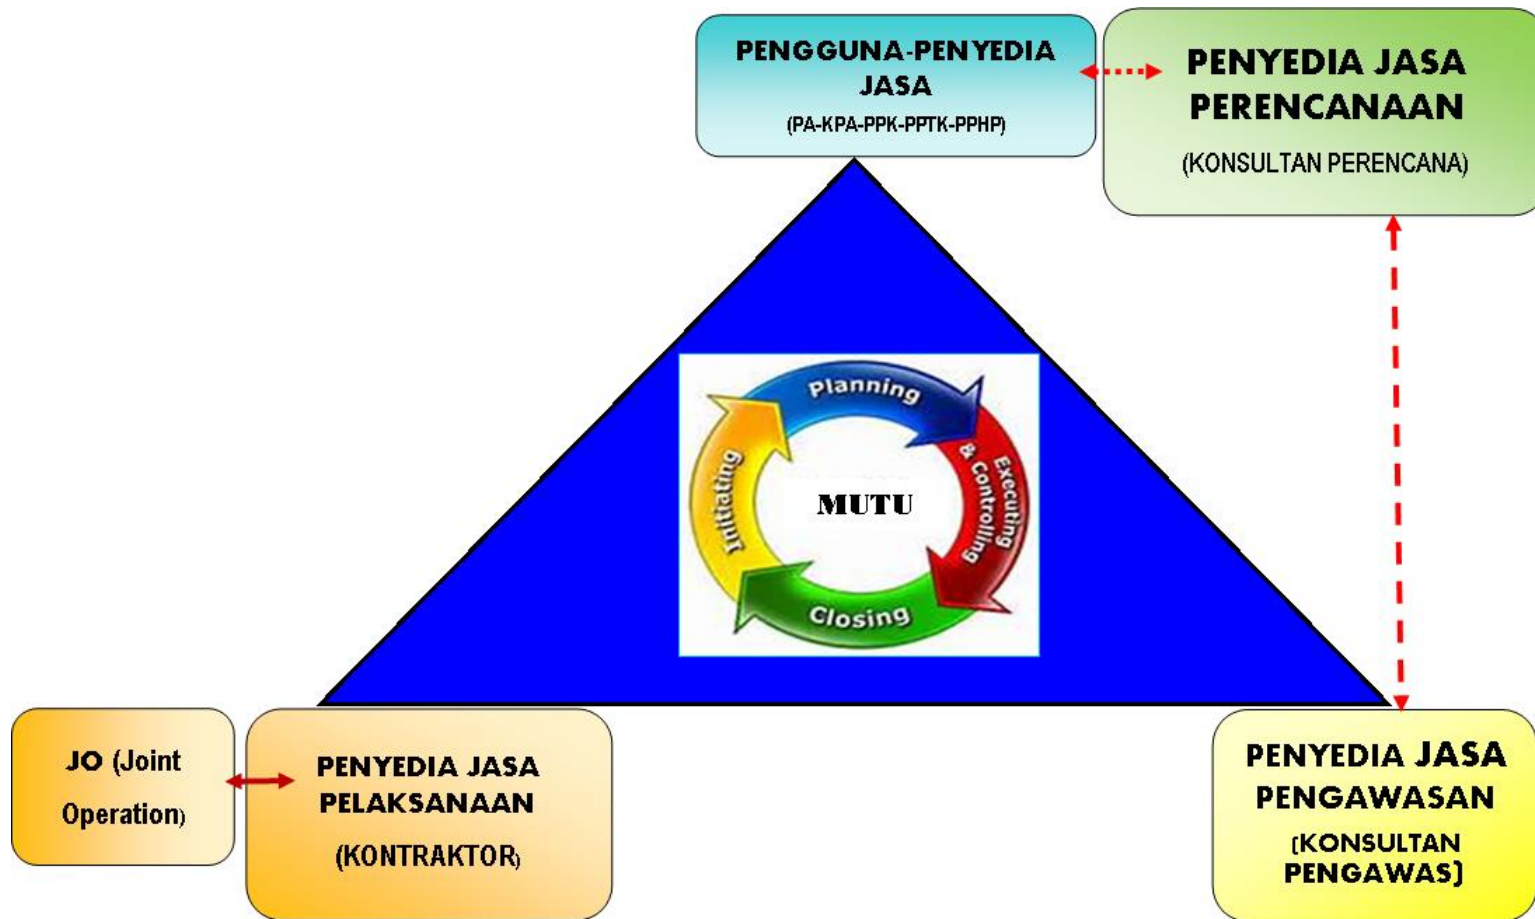 PENGGUNA-PENYEDIA
JASA
(PA-KPA-PPK-PPTK-PPHP)
PENYEDIA JASA
PERENCANAAN
(KONSULTAN PERENCANA)
Planning
Executing
& Controlling
Initiating
MUTU
Closing
JO (Joint
Operation)
PENYEDIA JASA
PELAKSANAAN
(KONTRAKTOR)
PENYEDIA JASA
PENGAWASAN
(KONSULTAN
PENGAWAS)